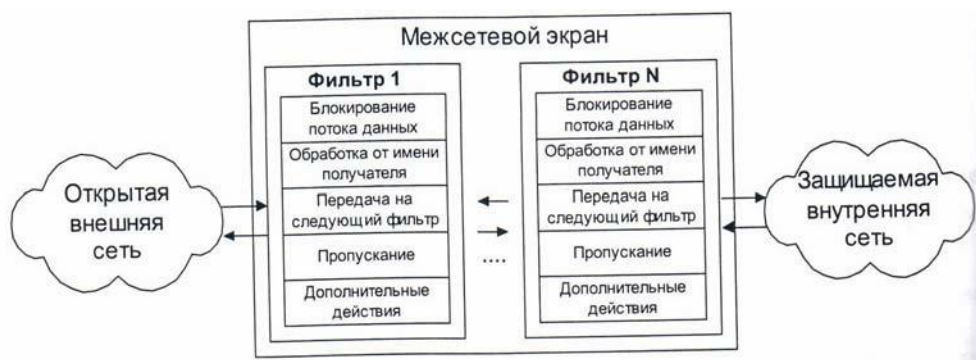 Межсетевой экран
Фильтр 1
Блокирование
потока данных
Обработка от имени
получателя
Передача на
следующий фильтр
Пропускание
Дополнительные
действия
Фильтр N
Блокирование
потока данных
Обработка от имени
получателя
Передача на
следующий фильтр
Пропускание
Дополнительные
действия
Открытая
внешняя
сеть
....
Защищаемая
внутренняя
сеть